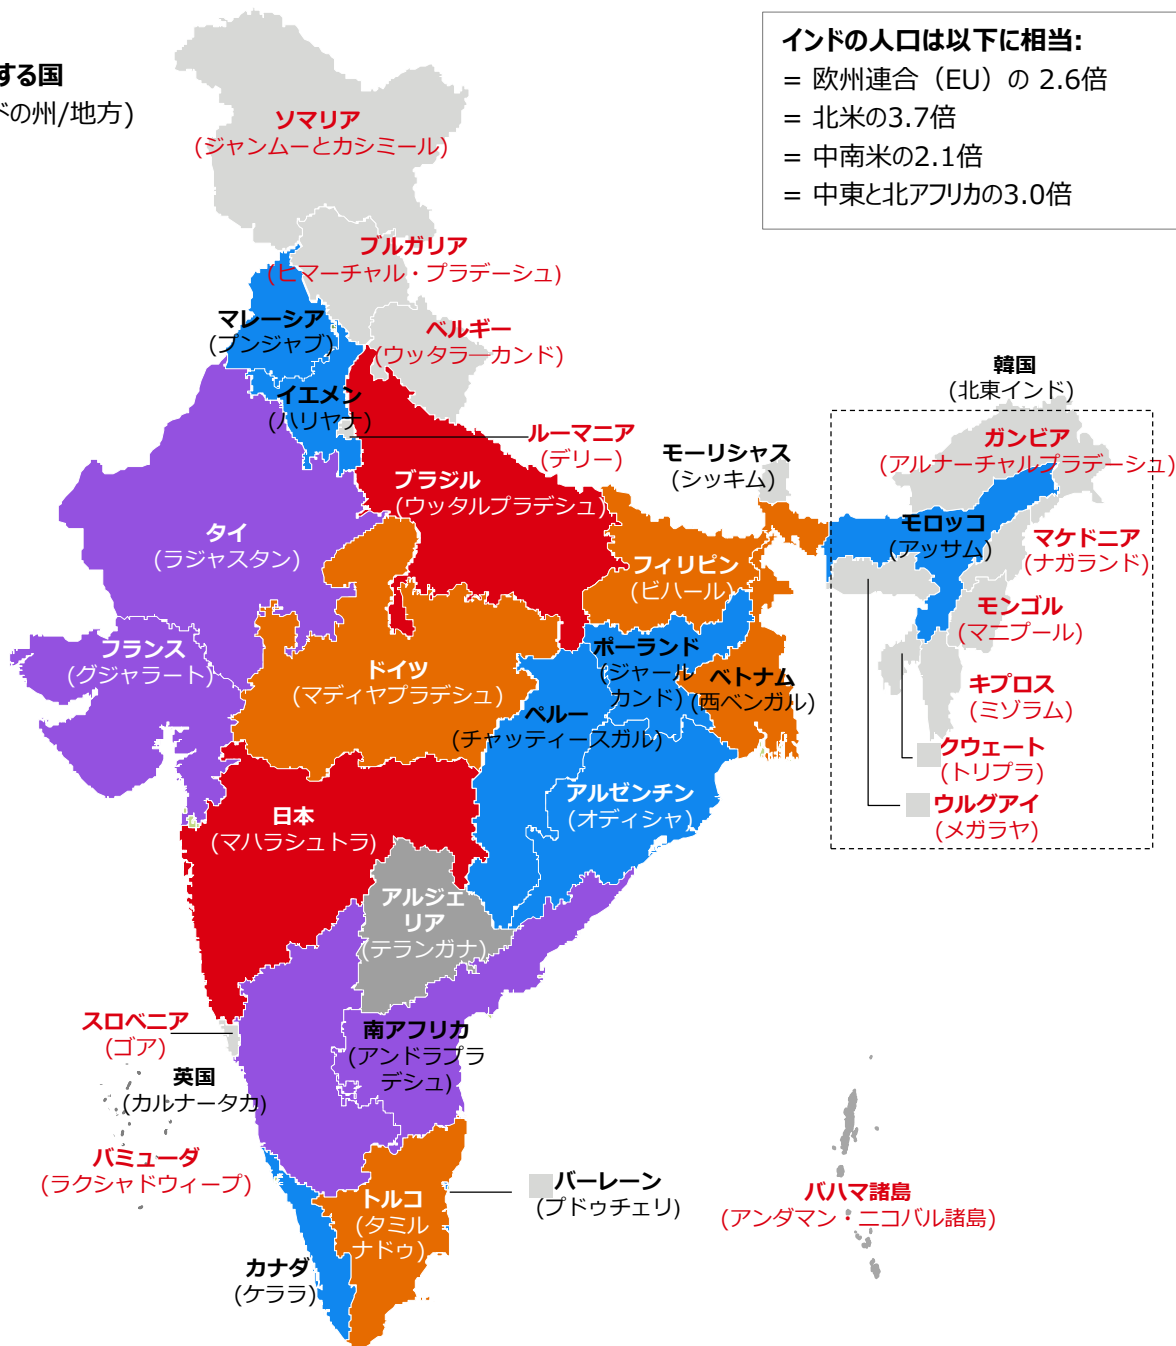 する国
ドの州/地方)
インドの人口は以下に相当:
= 欧州連合（EU）の 2.6倍
= 北米の3.7倍
= 中南米の2.1倍
= 中東と北アフリカの3.0倍
ソマリア
(ジャンムーとカシミール)
ブルガリア
(ヒマーチャル・プラデーシュ)
マレーシア
(プンジャブ)
ベルギー
(ウッタラーカンド)
韓国
(北東インド)
イエメン
(ハリヤナ)
ルーマニア
(デリー)
モーリシャス
(シッキム)
ガンビア
(アルナーチャルプラデーシュ)
ブラジル
(ウッタルプラデシュ)
タイ
(ラジャスタン)
フィリピン
(ビハール)
モロッコ
(アッサム)
マケドニア
(ナガランド)
モンゴル
(マニプール)
フランス
(グジャラート)
ドイツ
(マディヤプラデシュ)
ポーランド
(ジャール
カンド)
ベトナム
(西ベンガル)
キプロス
(ミゾラム)
ペルー
(チャッティースガル)
クウェート
(トリプラ)
アルゼンチン
(オディシャ)
ウルグアイ
(メガラヤ)
日本
(マハラシュトラ)
アルジェ
リア
(テランガナ)
スロベニア
(ゴア)
南アフリカ
(アンドラプラ
デシュ)
英国
(カルナータカ)
バミューダ
(ラクシャドウィープ)
トルコ
(タミル
ナドゥ)
バーレーン
(プドゥチェリ)
バハマ諸島
(アンダマン・ニコバル諸島)
カナダ
(ケララ)